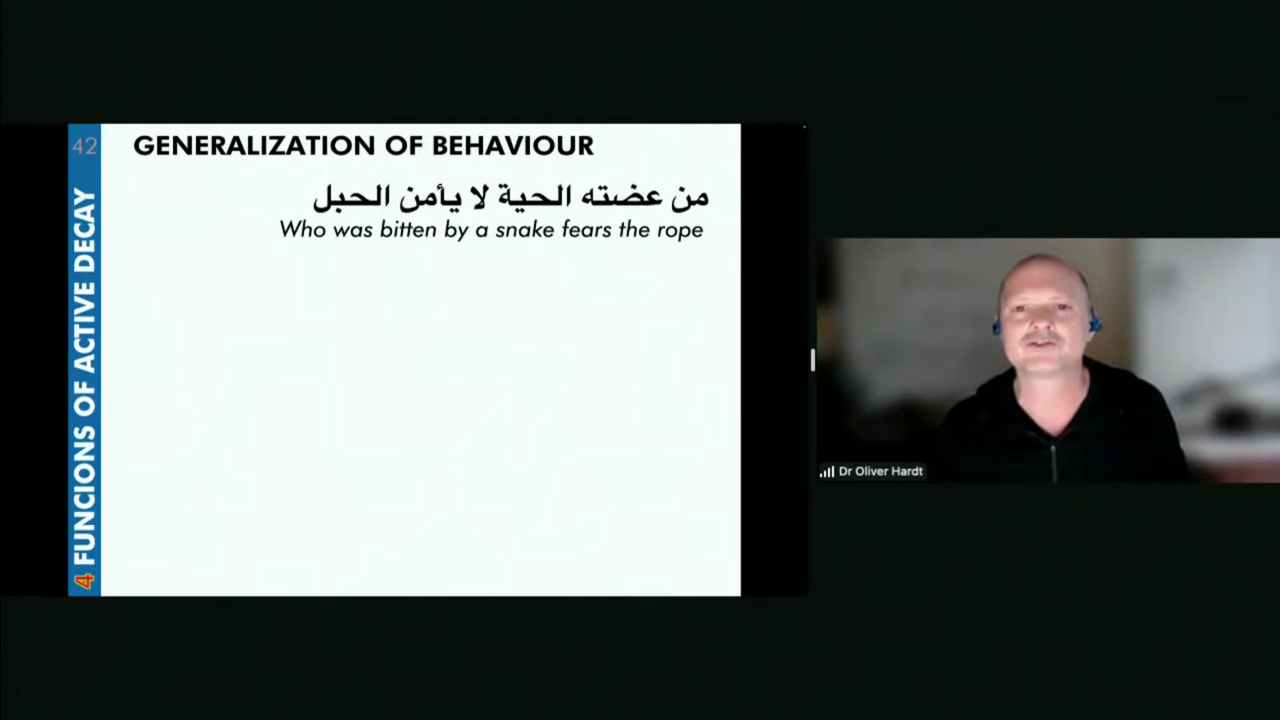 42
GENERALIZATION OF BEHAVIOUR
من عضته الحية لا يأمن الحبل
Who was bitten by a snake fears the rope
4 FUNCIONS OF ACTIVE DECAY
Dr Oliver Hardt